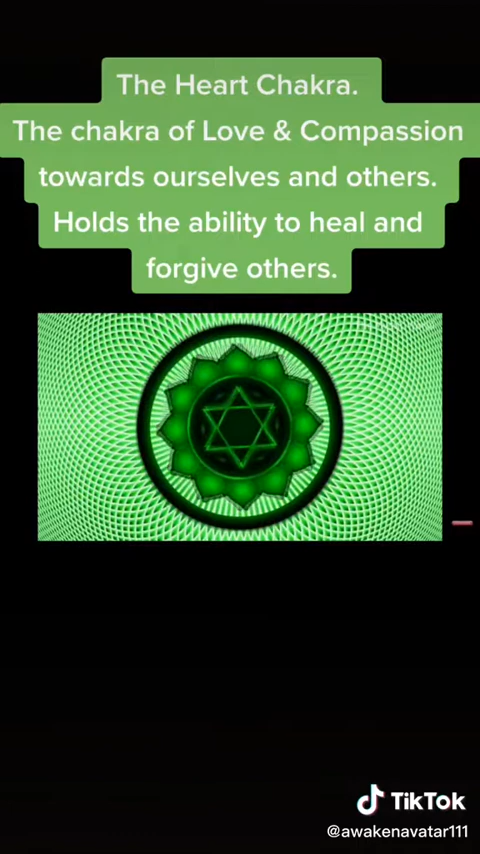 The Heart Chakra.
The chakra of Love & Compassion
towards ourselves and others.
Holds the ability to heal and
forgive others.
TikTok
@awakenavatar111